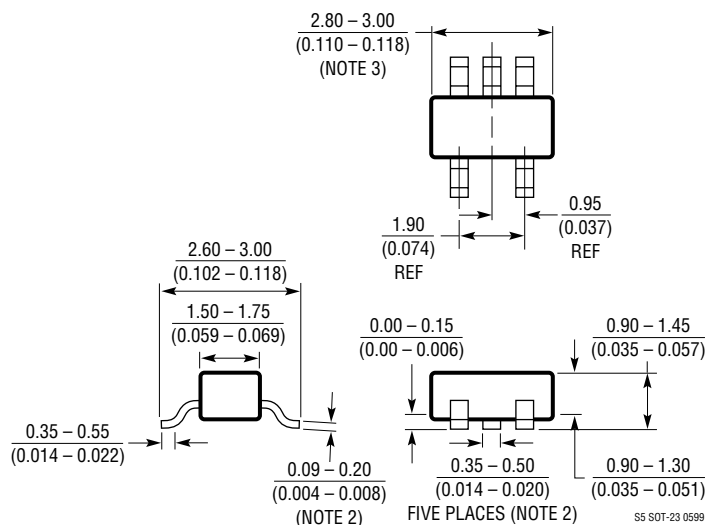 2.80 – 3.00
(0.110 – 0.118)
(NOTE 3)
1.90
(0.074)
REF
0.95
(0.037)
REF
2.60 – 3.00
(0.102 – 0.118)
1.50 – 1.75
(0.059 – 0.069)
0.00 – 0.15
(0.00 – 0.006)
0.90 – 1.45
(0.035 – 0.057)
0.35 – 0.55
(0.014 – 0.022)
0.09 – 0.20
(0.004 – 0.008)
(NOTE 2)
0.35 – 0.50
(0.014 – 0.020)
FIVE PLACES (NOTE 2)
0.90 – 1.30
(0.035 – 0.051)
S5 SOT-23 0599